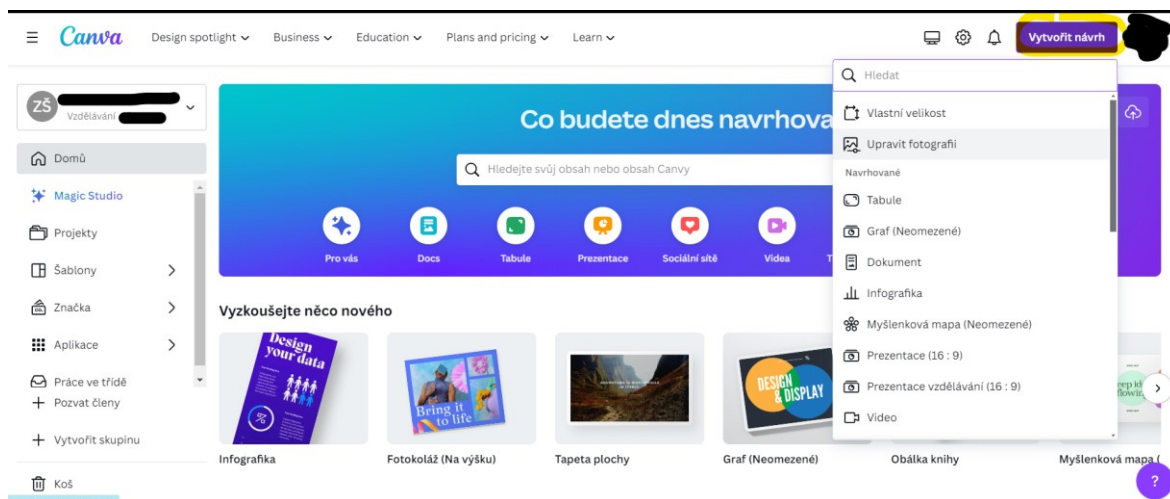 Canva
Design spotlight
Business
Education
Plans and pricing
Learn
Vytvořit návrh
ZŠ
Vzdělávání
Domů
Magic Studio
Projekty
Šablony
Značka
Aplikace
Práce ve třídě
Pozvat členy
Vytvořit skupinu
Koš
Co budete dnes navrhova
Hledejte svůj obsah nebo obsah Canvy
Pro vás
Docs
Tabule
Prezentace
Sociální sítě
Videa
T
Vyzkoušejte něco nového
Design
your data
Infografika
Bring it
to life
Fotokoláž (Na výšku)
Tapeta plochy
DESIGN
& DISPLAY
Graf (Neomezené)
Obálka knihy
eep id
flowin
Myšlenková mapa (
Hledat
Vlastní velikost
Upravit fotografii
Navrhované
Tabule
Graf (Neomezené)
Dokument
Infografika
Myšlenková mapa (Neomezené)
Prezentace (16 : 9)
Prezentace vzdělávání (16 : 9)
Video
?